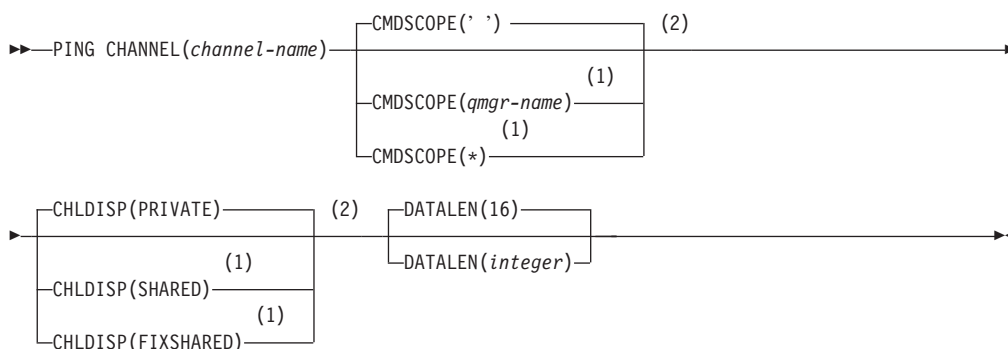 CMDSCOPE(' ') (2)
PING CHANNEL(channel-name)
(1)
CMDSCOPE(qmgr-name)
(1)
CMDSCOPE(*)
CHLDISP(PRIVATE) (2) DATALEN(16)
(1) DATALEN(integer)
CHLDISP(SHARED)
(1)
CHLDISP(FIXSHARED)